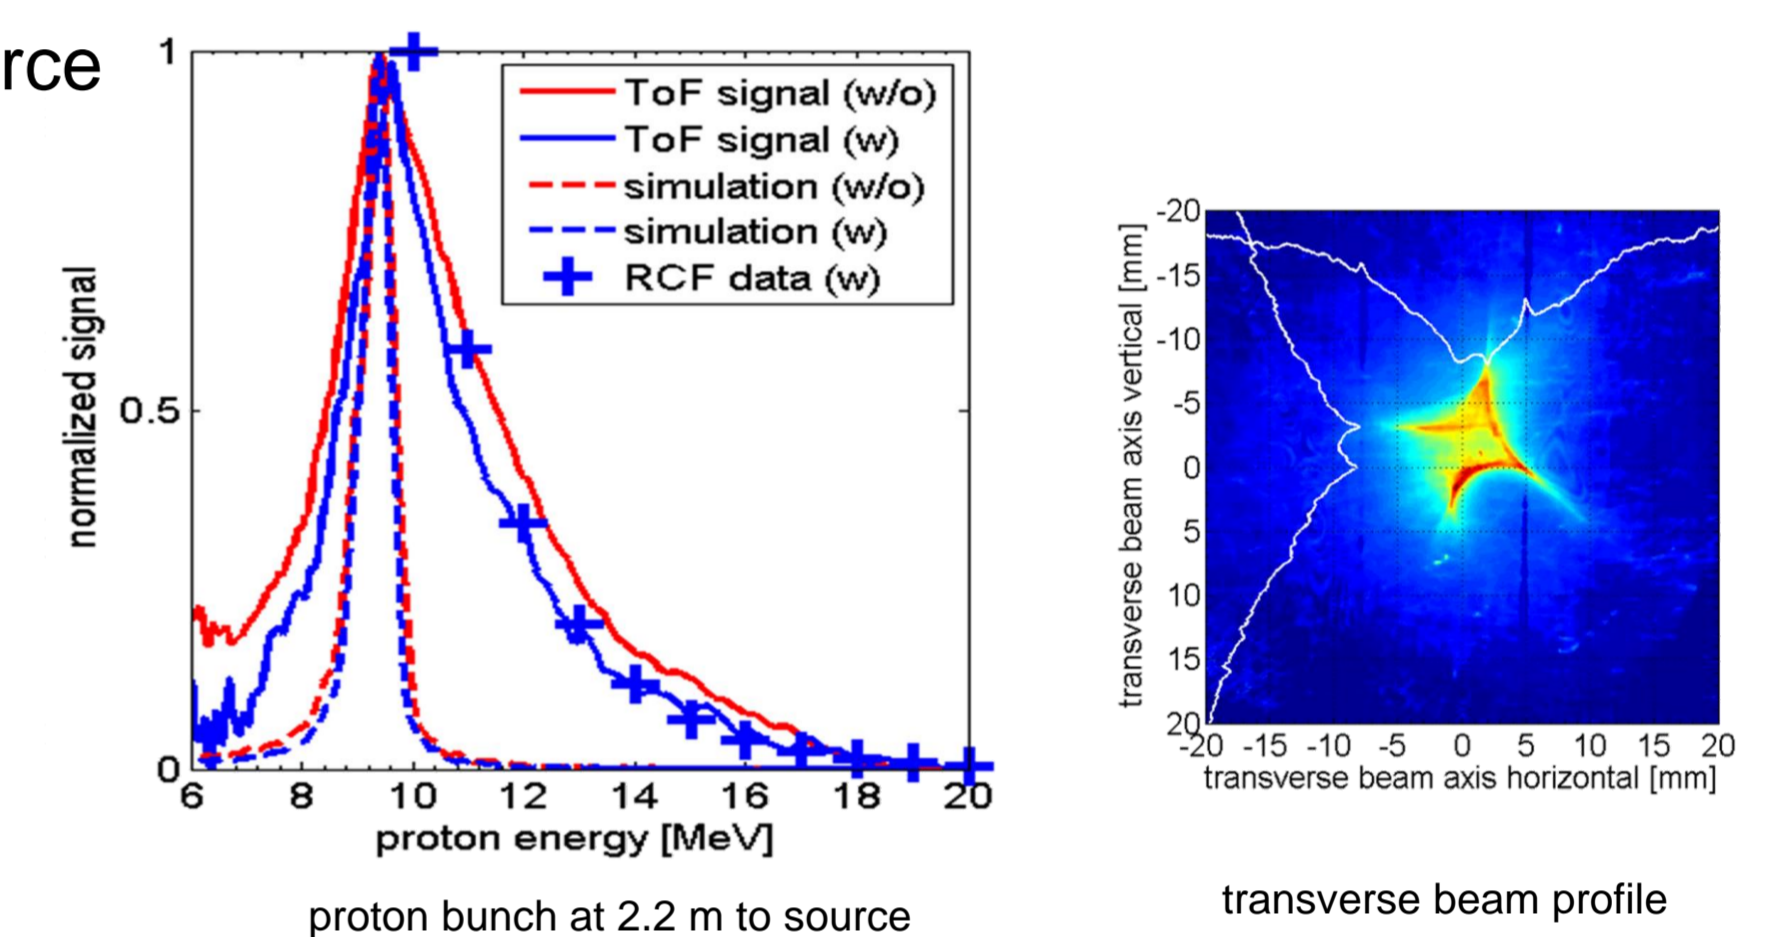 rce
1
0.5
0
normalized signal
ToF signal (w/o)
ToF signal (w)
simulation (w/o)
simulation (w)
RCF data (w)
6 8 10 12 14 16 18 20
proton energy [MeV]
proton bunch at 2.2 m to source
transverse beam axis vertical [mm]
-20
-15
-10
-5
0
5
10
15
20
-20 -15 -10 -5 0 5 10 15 20
transverse beam axis horizontal [mm]
transverse beam profile